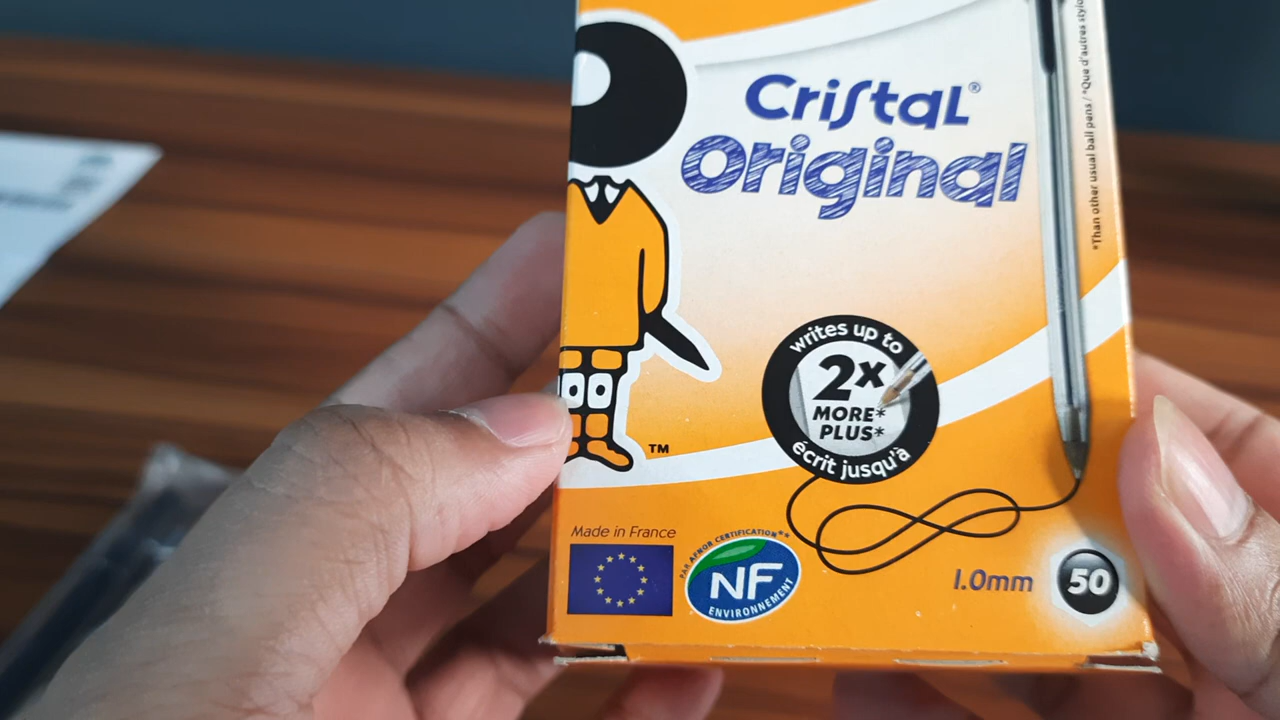 Cristal®
Original
*Than other usual ball pens / *Que d'autres stylo
writes up to
2x
MORE*
PLUS*
écrit jusqu'à
TM
Made in France
PAR AFNOR CERTIFICATION**
NF
ENVIRONNEMENT
1.0mm
50